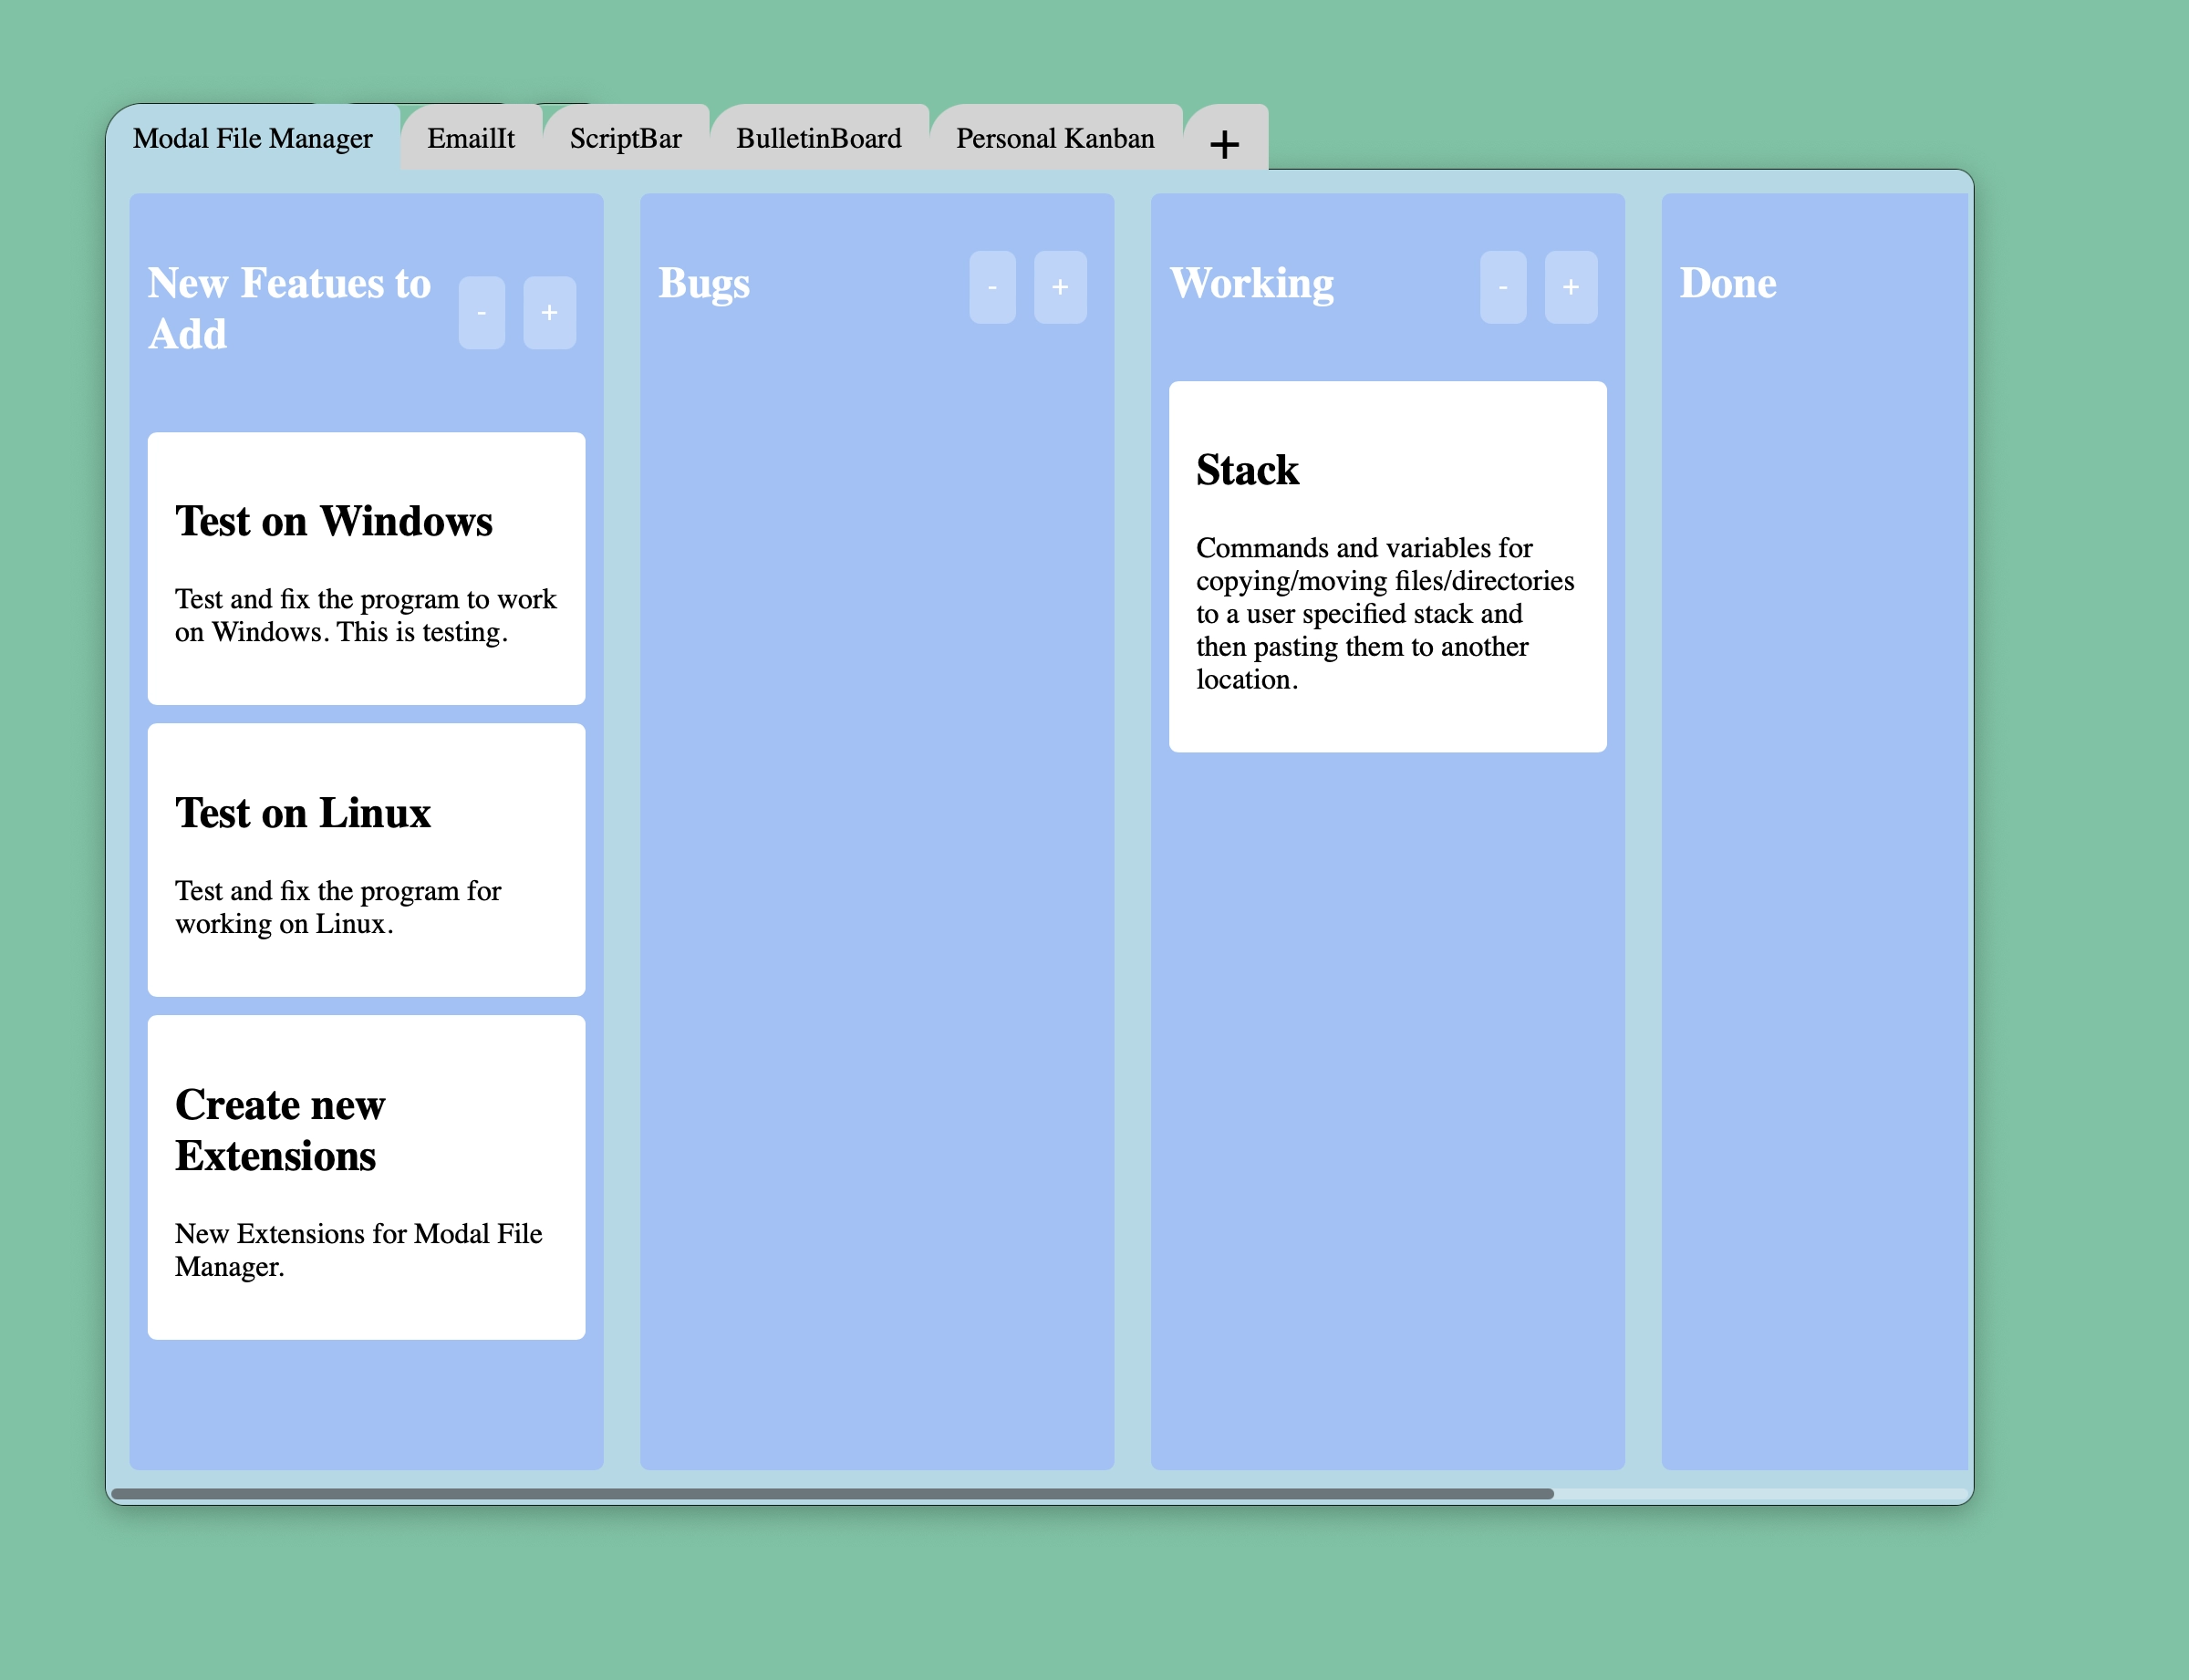 Modal File Manager
EmailIt
ScriptBar
BulletinBoard
Personal Kanban
+
New Featues to
Add
-
+
Test on Windows
Test and fix the program to work
on Windows. This is testing.
Test on Linux
Test and fix the program for
working on Linux.
Create new
Extensions
New Extensions for Modal File
Manager.
Bugs
-
+
Working
-
+
Stack
Commands and variables for
copying/moving files/directories
to a user specified stack and
then pasting them to another
location.
Done